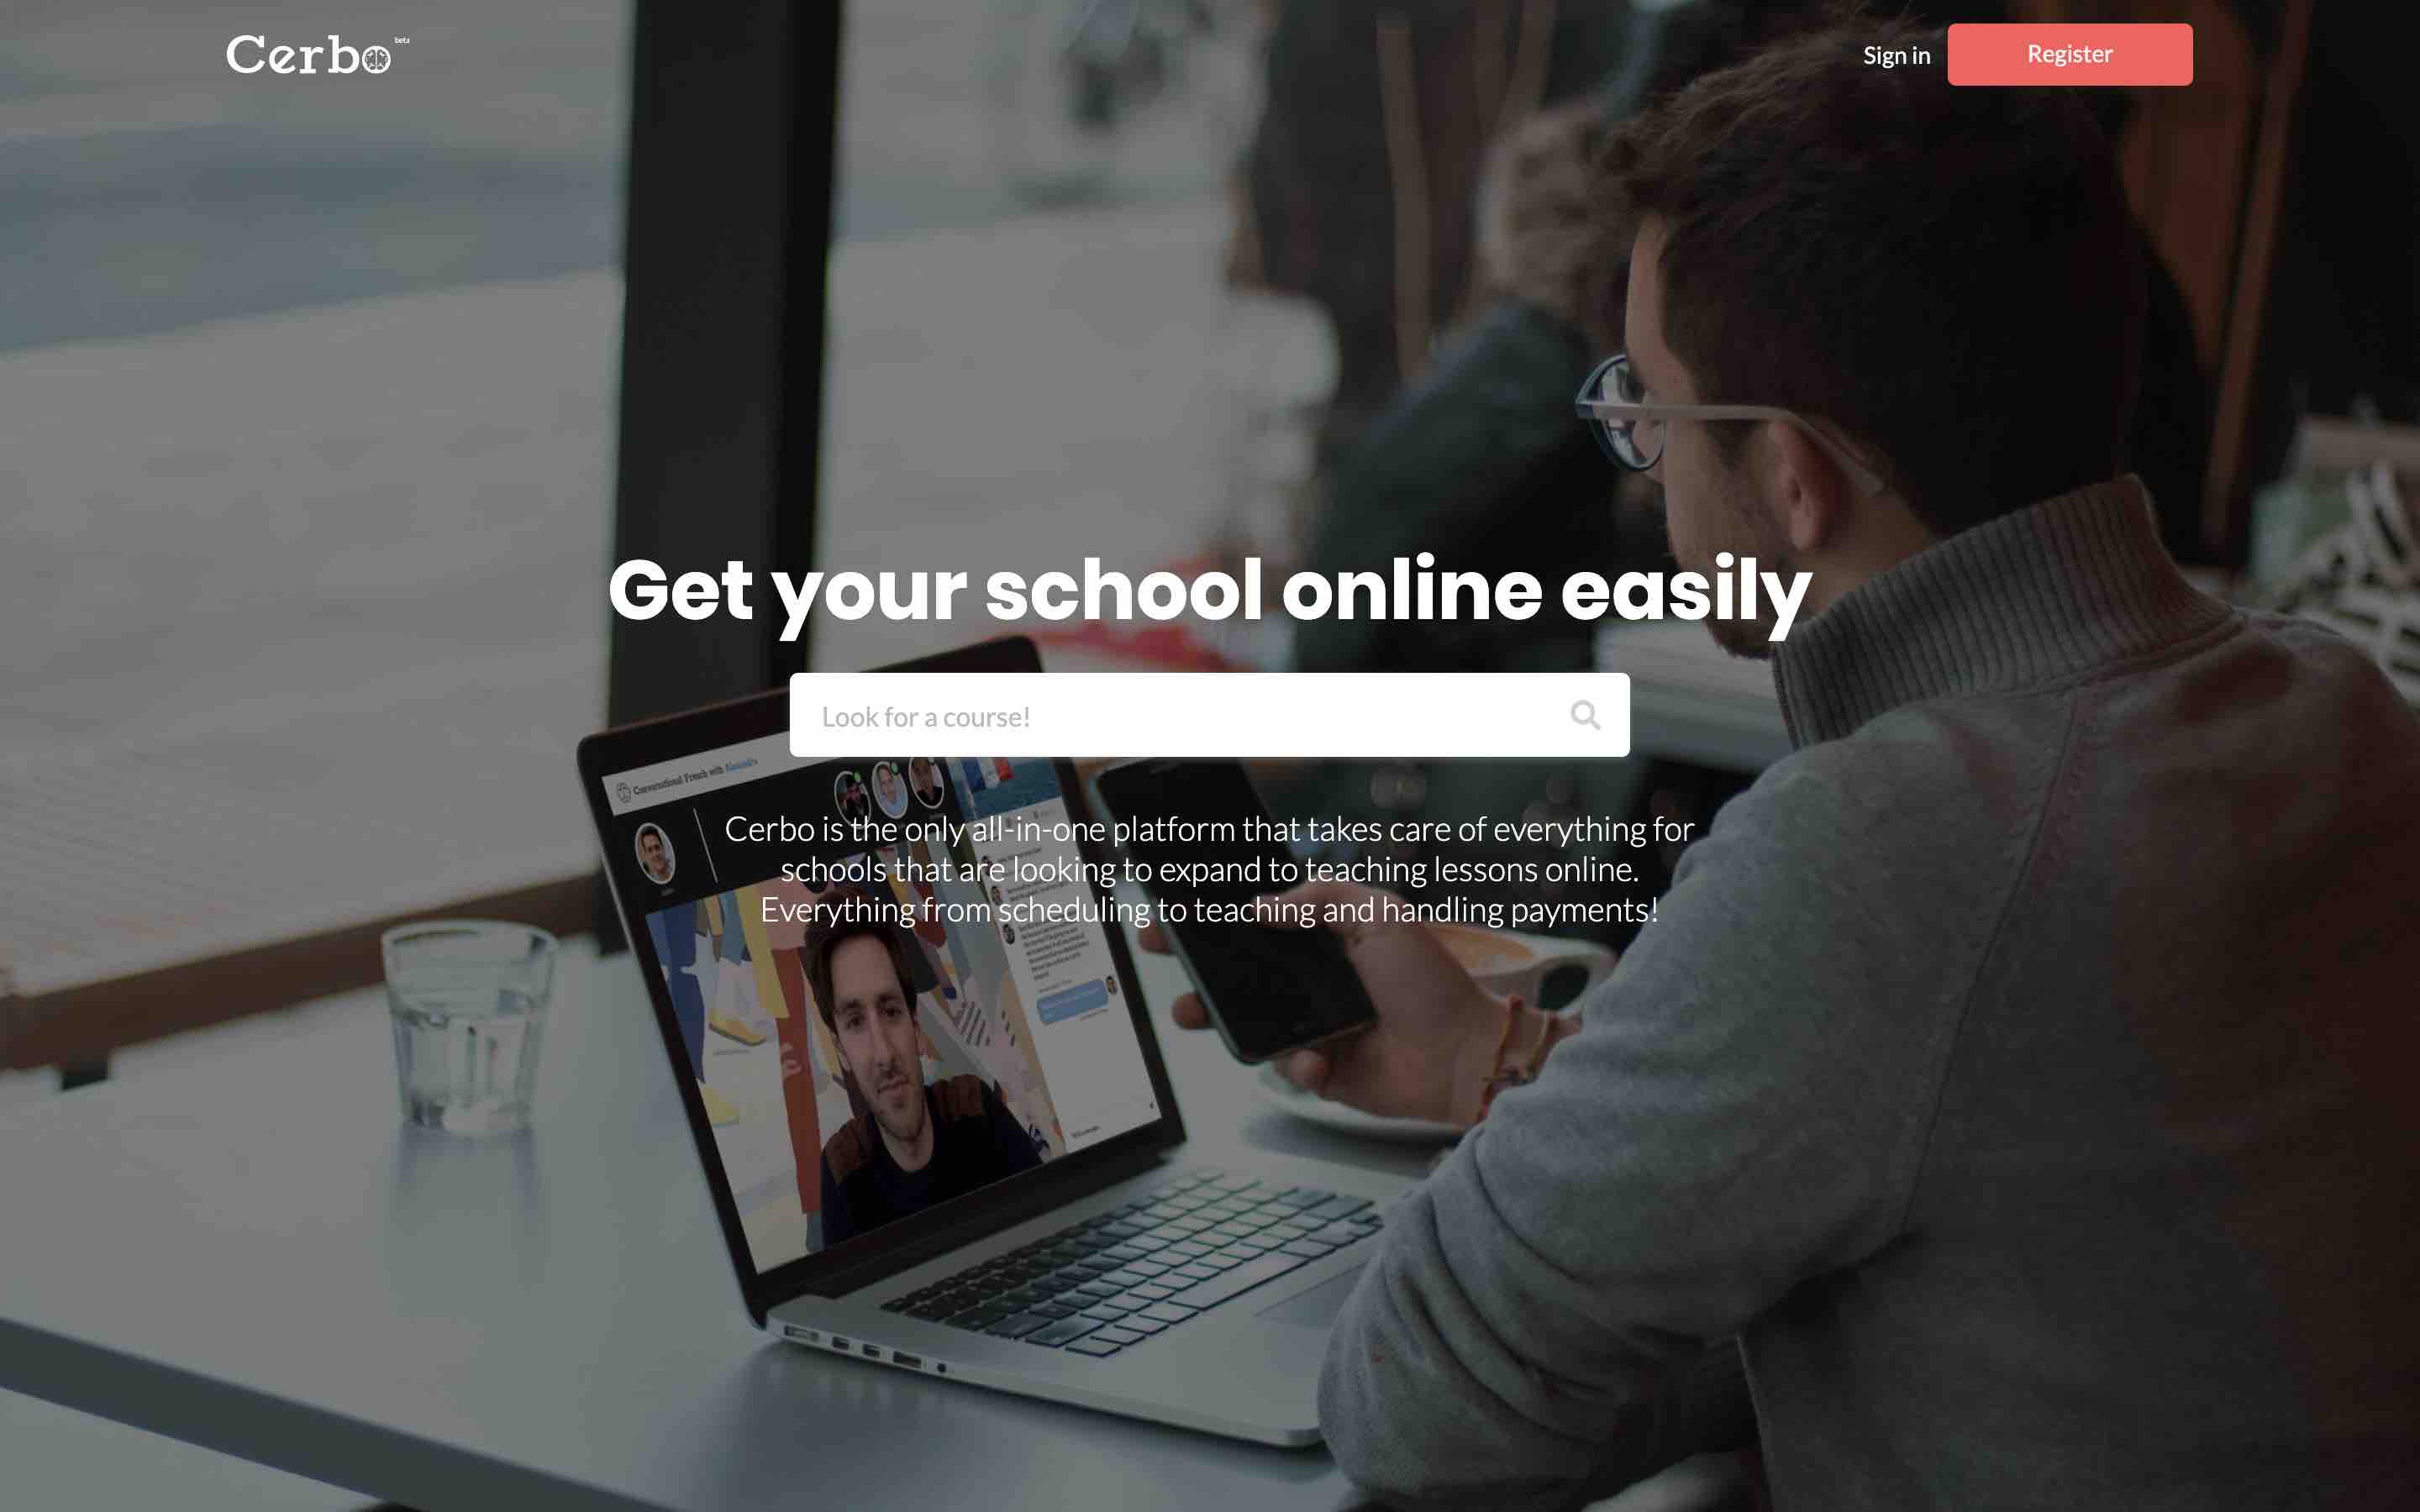 Cerbo beta
Sign in
Register
Get your school online easily
Look for a course!
Conversational French with Alexandre
Cerbo is the only all-in-one platform that takes care of everything for
schools that are looking to expand to teaching lessons online.
Everything from scheduling to teaching and handling payments!